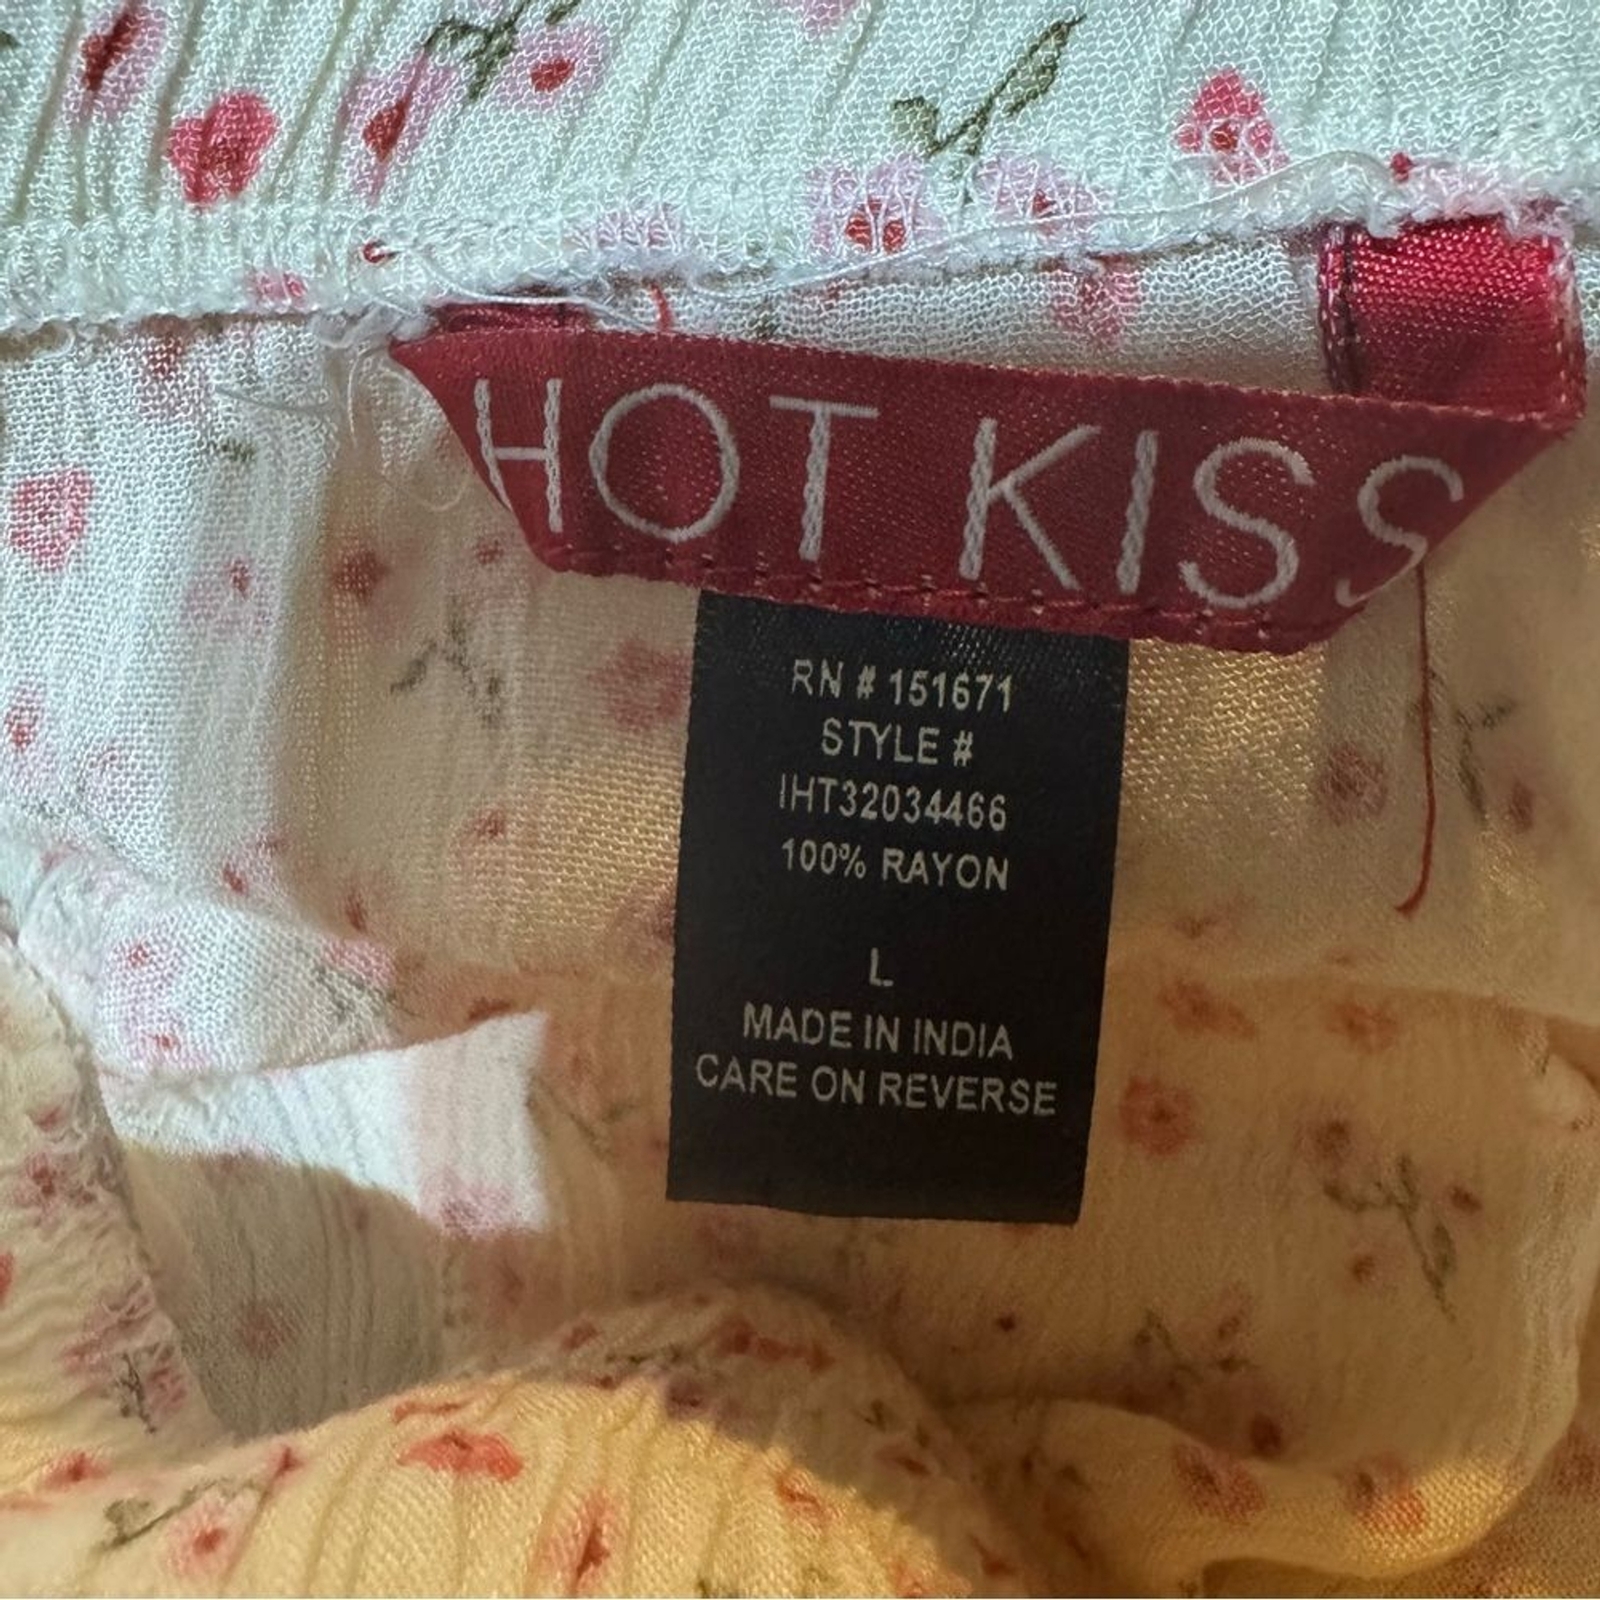 HOT KISS
RN # 151671
STYLE #
IHT32034466
100% RAYON
L
MADE IN INDIA
CARE ON REVERSE